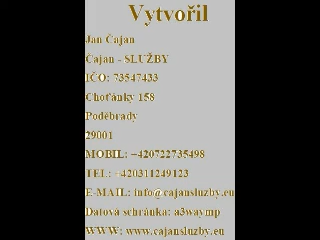 Vytvořil
Jan Čajan
Čajan - SLUŽBY
IČO: 73547433
Choťánky 158
Poděbrady
29001
MOBIL: +420722735498
TEL: +420311249123
E-MAIL: info@cajansluzby.eu
Datová schránka: a3waymp
WWW: www.cajansluzby.eu